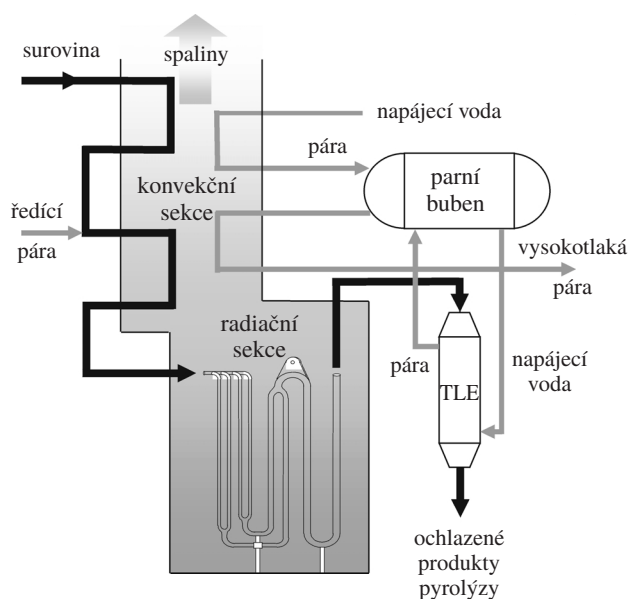 surovina
spaliny
napájecí voda
pára
konvekční
sekce
parní
buben
ředící
pára
vysokotlaká
pára
radiační
sekce
pára
napájecí
voda
TLE
ochlazené
produkty
pyrolýzy